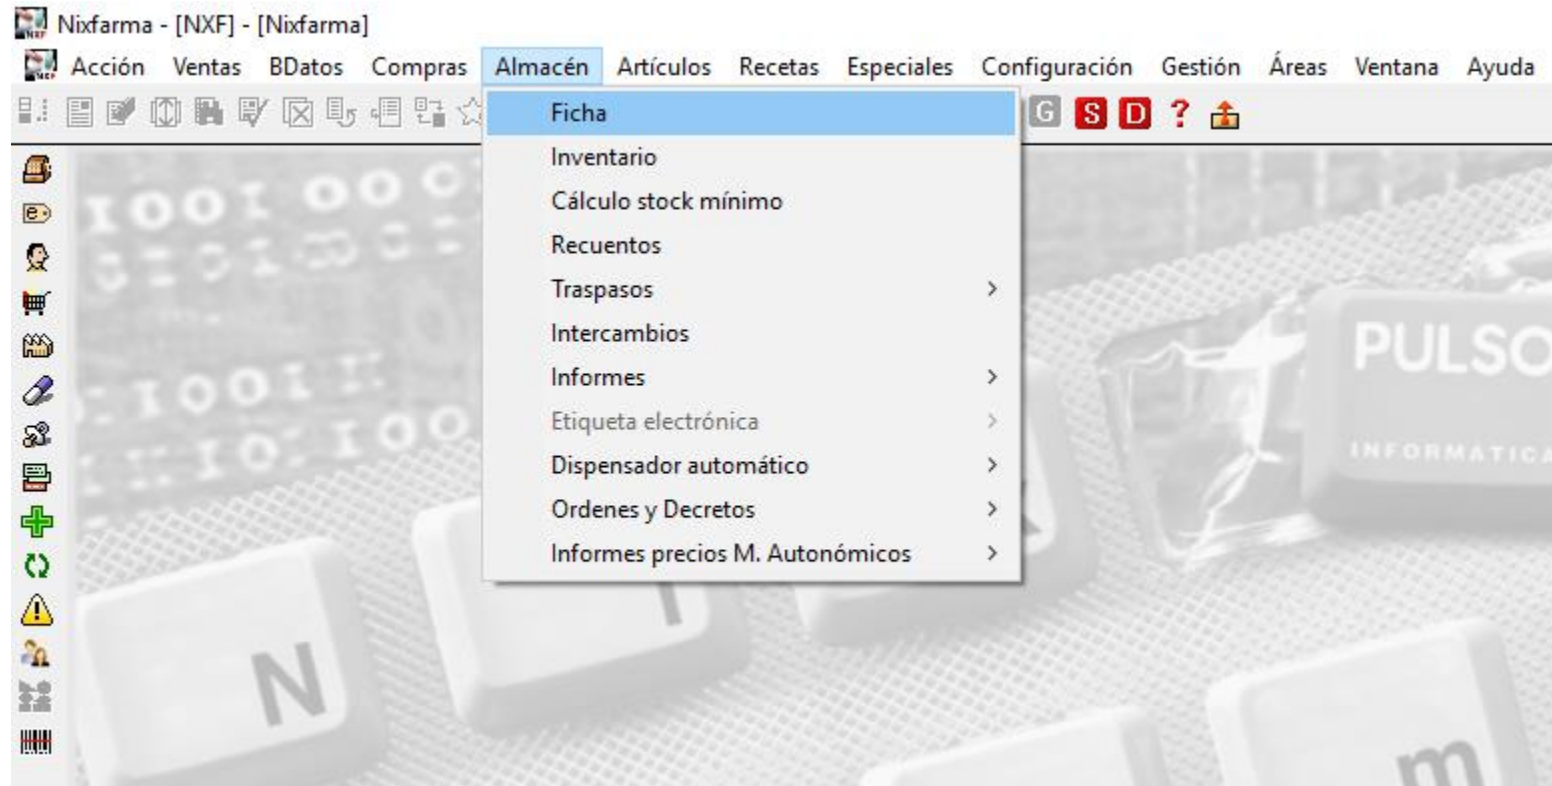 Nixfarma - [NXF] - [Nixfarma]
Acción Ventas BDatos Compras Almacén Artículos Recetas Especiales Configuración Gestión Áreas Ventana Ayuda
G S D ?
Ficha
Inventario
Cálculo stock mínimo
Recuentos
Traspasos
Intercambios
Informes
Etiqueta electrónica
Dispensador automático
Ordenes y Decretos
Informes precios M. Autonómicos
PULSO
INFORMATICA
N
m